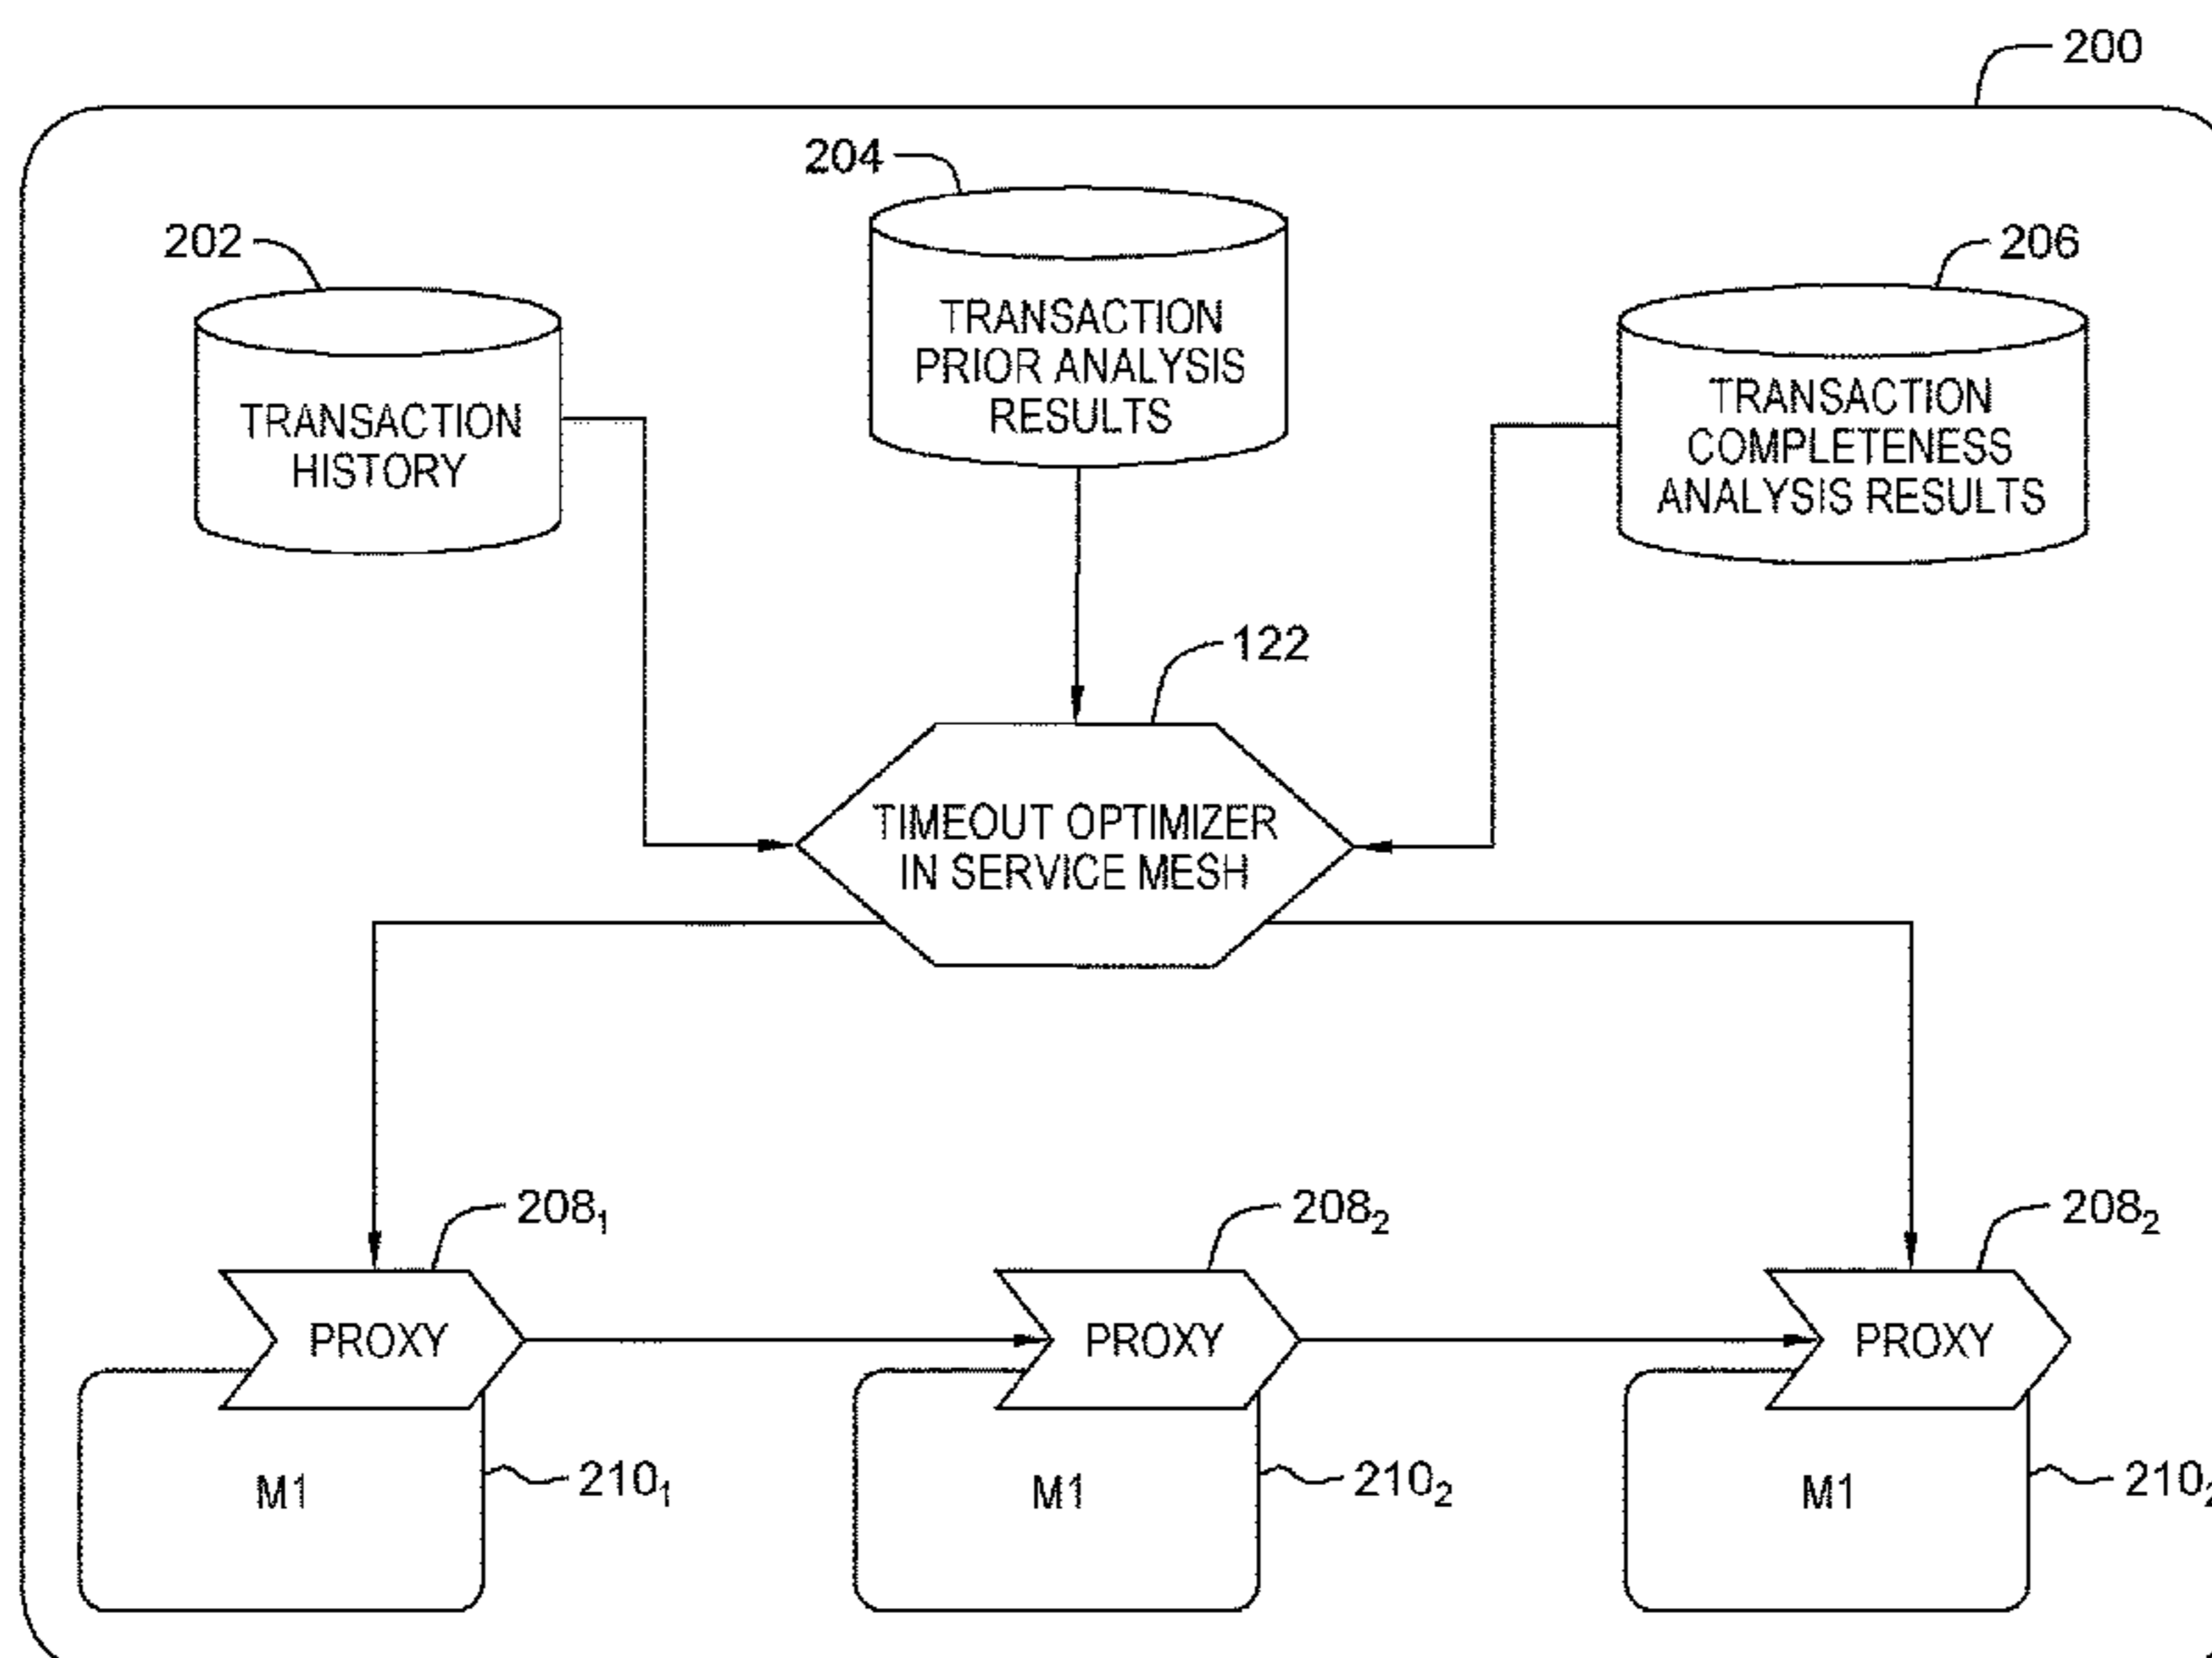 200
204
202
206
TRANSACTION
PRIOR ANALYSIS
RESULTS
TRANSACTION
HISTORY
TRANSACTION
COMPLETENESS
ANALYSIS RESULTS
122
TIMEOUT OPTIMIZER
IN SERVICE MESH
208₁
208₂
208₂
PROXY
PROXY
PROXY
M1
210₁
M1
210₂
M1
210₂